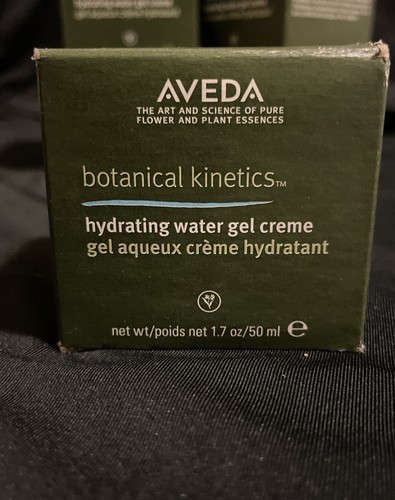 AVEDA
THE ART AND SCIENCE OF PURE
FLOWER AND PLANT ESSENCES
botanical kinetics™
hydrating water gel creme
gel aqueux crème hydratant
net wt/poids net 1.7 oz/50 ml ℮